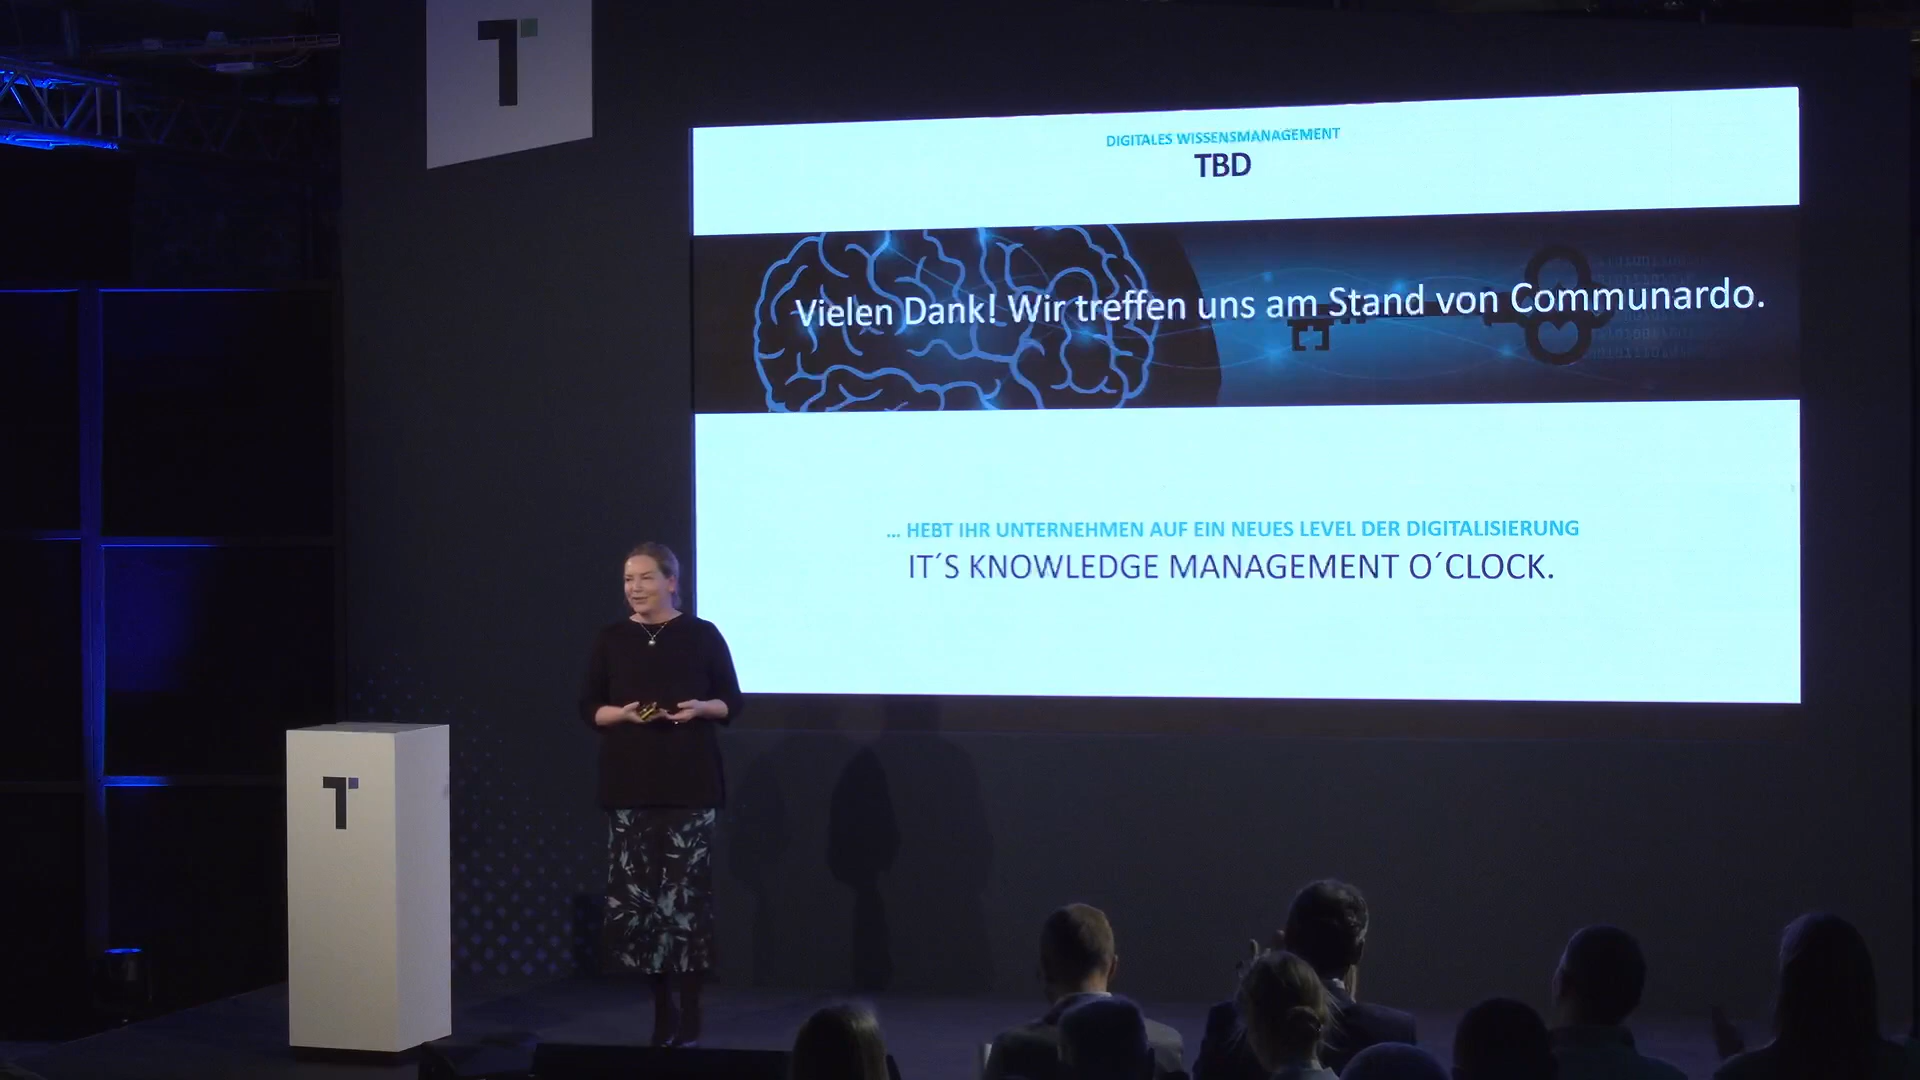 DIGITALES WISSENSMANAGEMENT
TBD
Vielen Dank! Wir treffen uns am Stand von Communardo.
... HEBT IHR UNTERNEHMEN AUF EIN NEUES LEVEL DER DIGITALISIERUNG
IT´S KNOWLEDGE MANAGEMENT O´CLOCK.
T
T